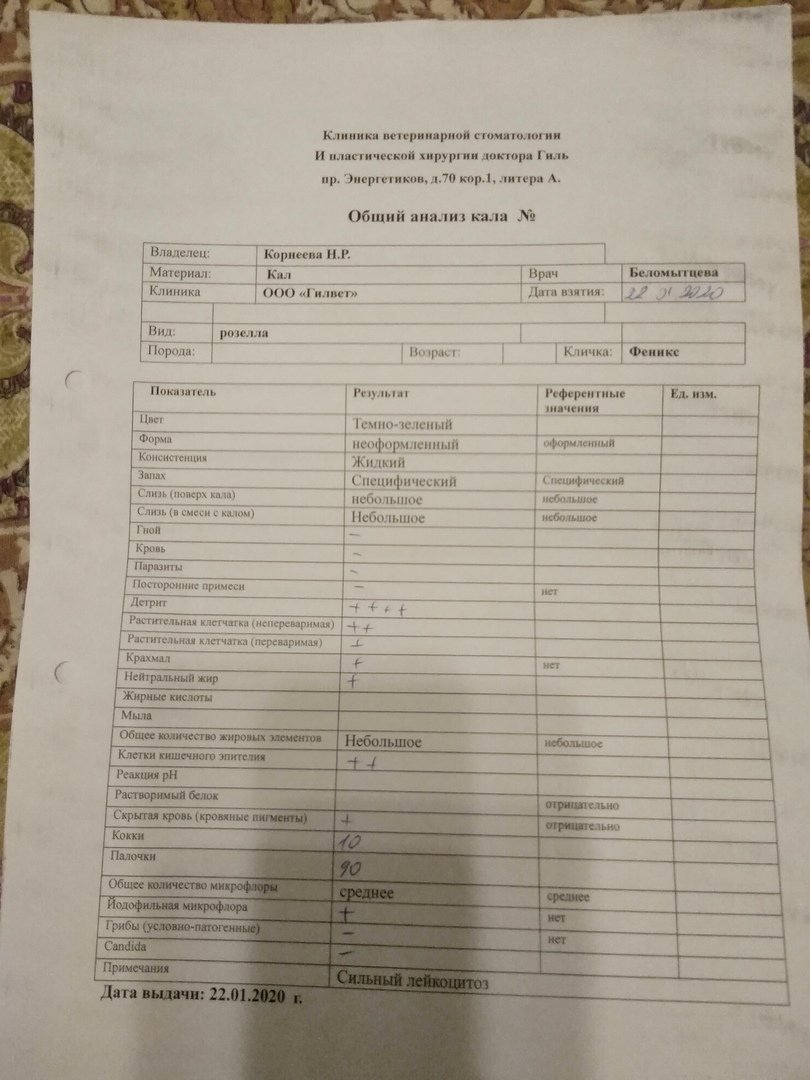 Клиника ветеринарной стоматологии
И пластической хирургии доктора Гиль
пр. Энергетиков, д.70 кор.1, литера А.
Общий анализ кала №
Владелец: Корнеева Н.Р.
Материал: Кал Врач Беломытцева
Клиника ООО «Гилвет» Дата взятия: 22 01 2020
Вид: розелла
Порода: Возраст: Кличка: Феникс
Показатель Результат Референтные значения Ед. изм.
Цвет Темно-зеленый
Форма неоформленный оформленный
Консистенция Жидкий
Запах Специфический Специфический
Слизь (поверх кала) небольшое небольшое
Слизь (в смеси с калом) Небольшое небольшое
Гной –
Кровь –
Паразиты –
Посторонние примеси – нет
Детрит + + + +
Растительная клетчатка (непереваримая) ++
Растительная клетчатка (переваримая) +
Крахмал + нет
Нейтральный жир +
Жирные кислоты
Мыла
Общее количество жировых элементов Небольшое небольшое
Клетки кишечного эпителия ++
Реакция pH
Растворимый белок отрицательно
Скрытая кровь (кровяные пигменты) + отрицательно
Кокки 10
Палочки 90
Общее количество микрофлоры среднее среднее
Йодофильная микрофлора + нет
Грибы (условно-патогенные) – нет
Candida –
Примечания Сильный лейкоцитоз
Дата выдачи: 22.01.2020 г.